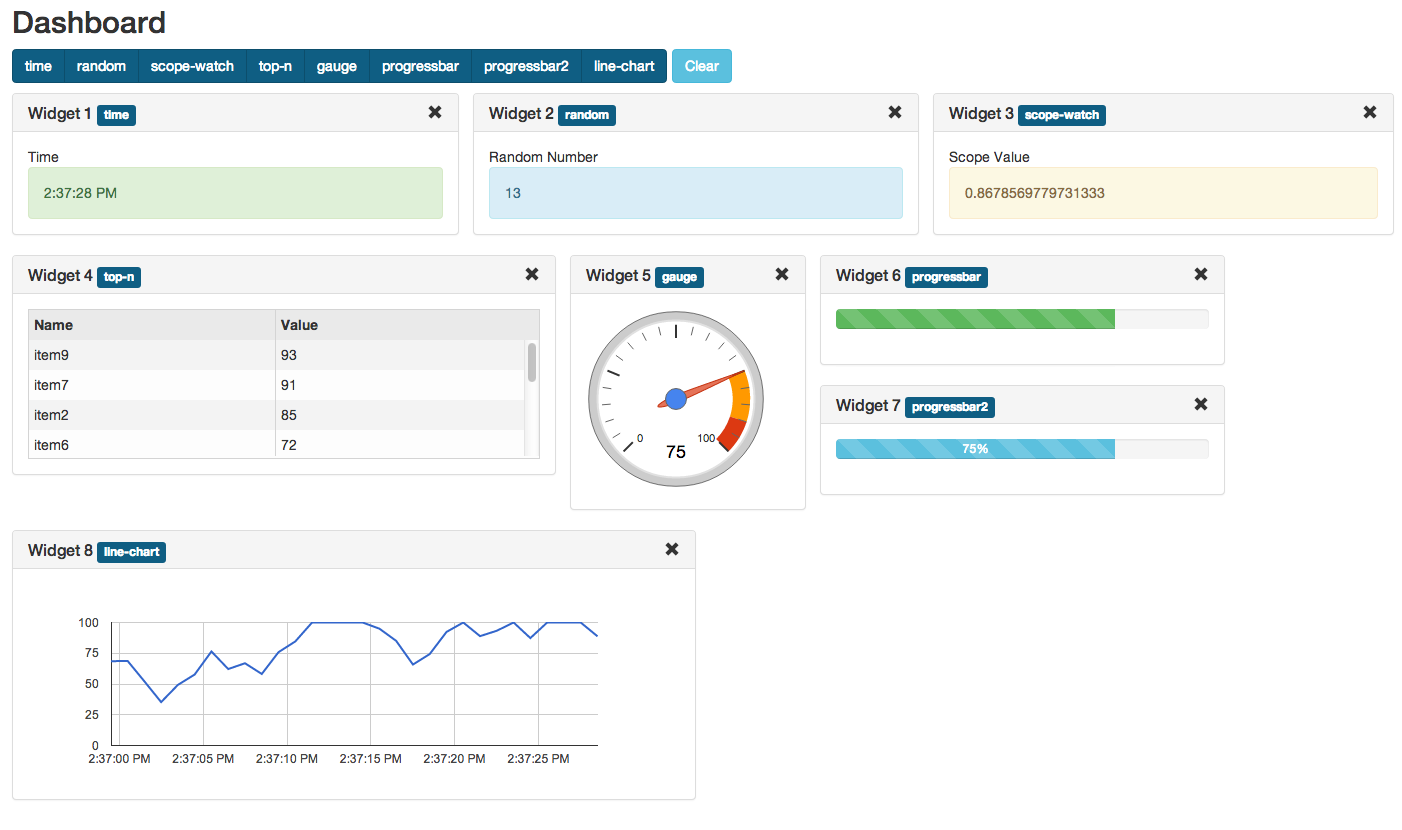 Dashboard
time random scope-watch top-n gauge progressbar progressbar2 line-chart Clear
Widget 1 time ✖
Time
2:37:28 PM
Widget 2 random ✖
Random Number
13
Widget 3 scope-watch ✖
Scope Value
0.8678569779731333
Widget 4 top-n ✖
Name Value
item9 93
item7 91
item2 85
item6 72
Widget 5 gauge ✖
0 100
75
Widget 6 progressbar ✖
Widget 7 progressbar2 ✖
75%
Widget 8 line-chart ✖
100
75
50
25
0
2:37:00 PM 2:37:05 PM 2:37:10 PM 2:37:15 PM 2:37:20 PM 2:37:25 PM